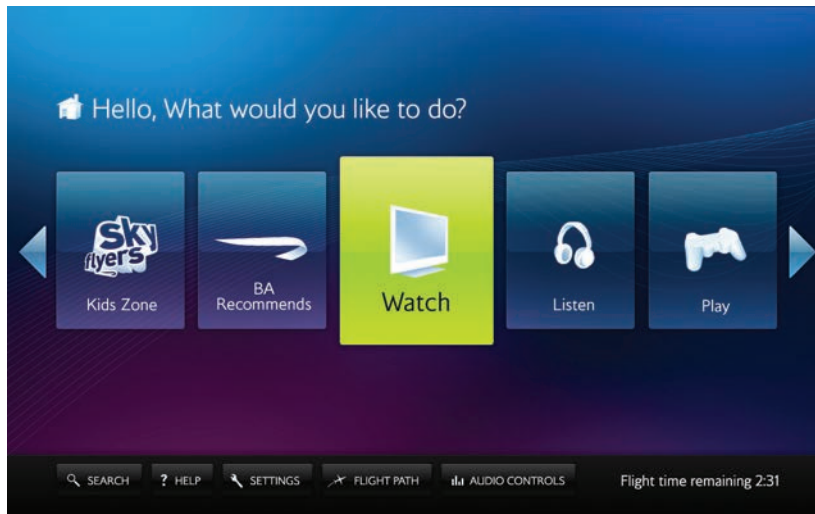 Hello, What would you like to do?
Sky
flyers
Kids Zone
BA
Recommends
Watch
Listen
Play
SEARCH
? HELP
SETTINGS
FLIGHT PATH
AUDIO CONTROLS
Flight time remaining 2:31